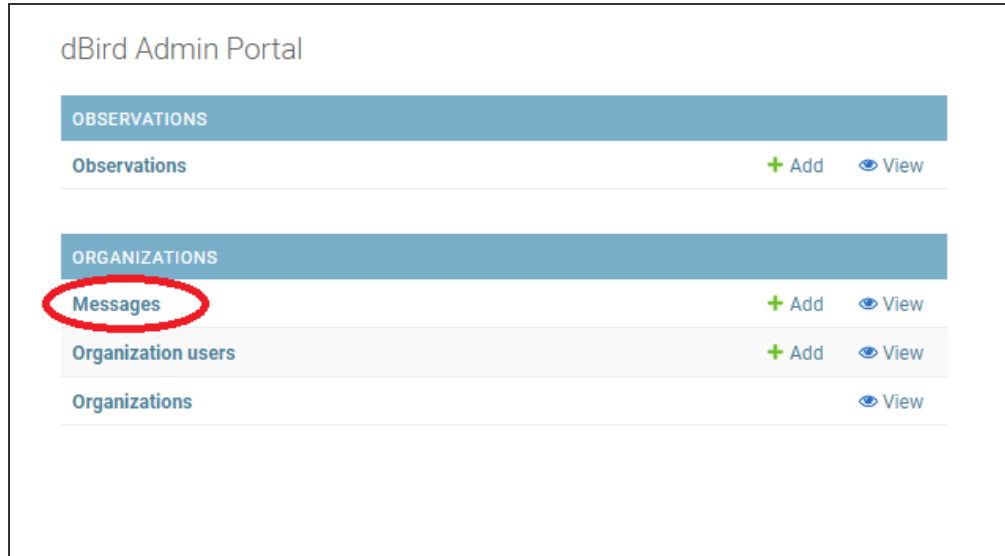 dBird Admin Portal
OBSERVATIONS
Observations Add View
ORGANIZATIONS
Messages Add View
Organization users Add View
Organizations View